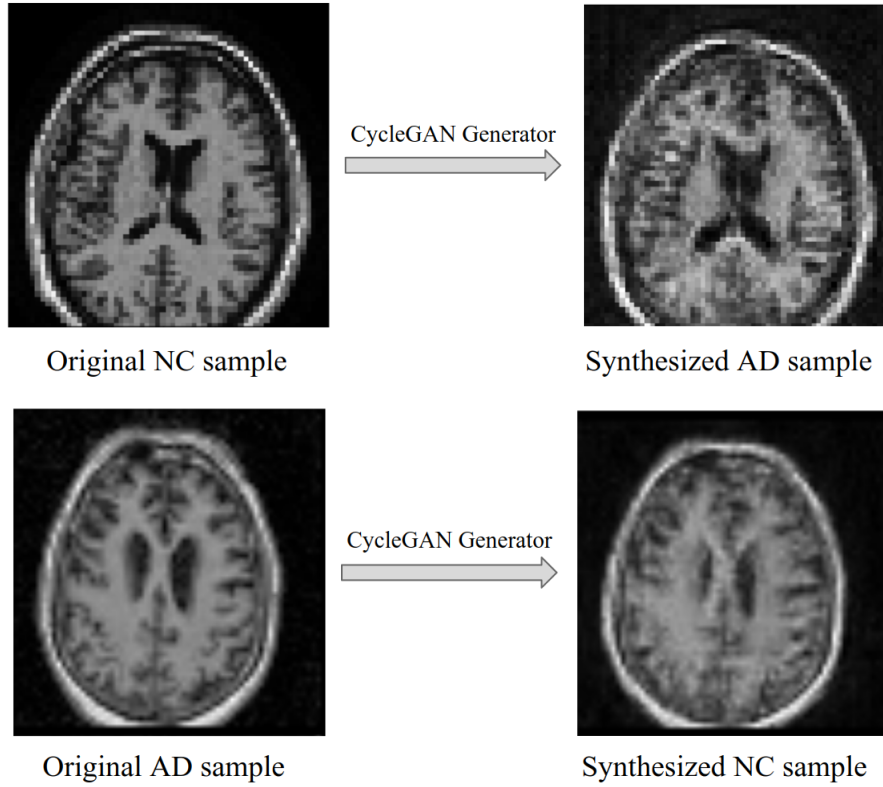 CycleGAN Generator
Original NC sample
Synthesized AD sample
CycleGAN Generator
Original AD sample
Synthesized NC sample